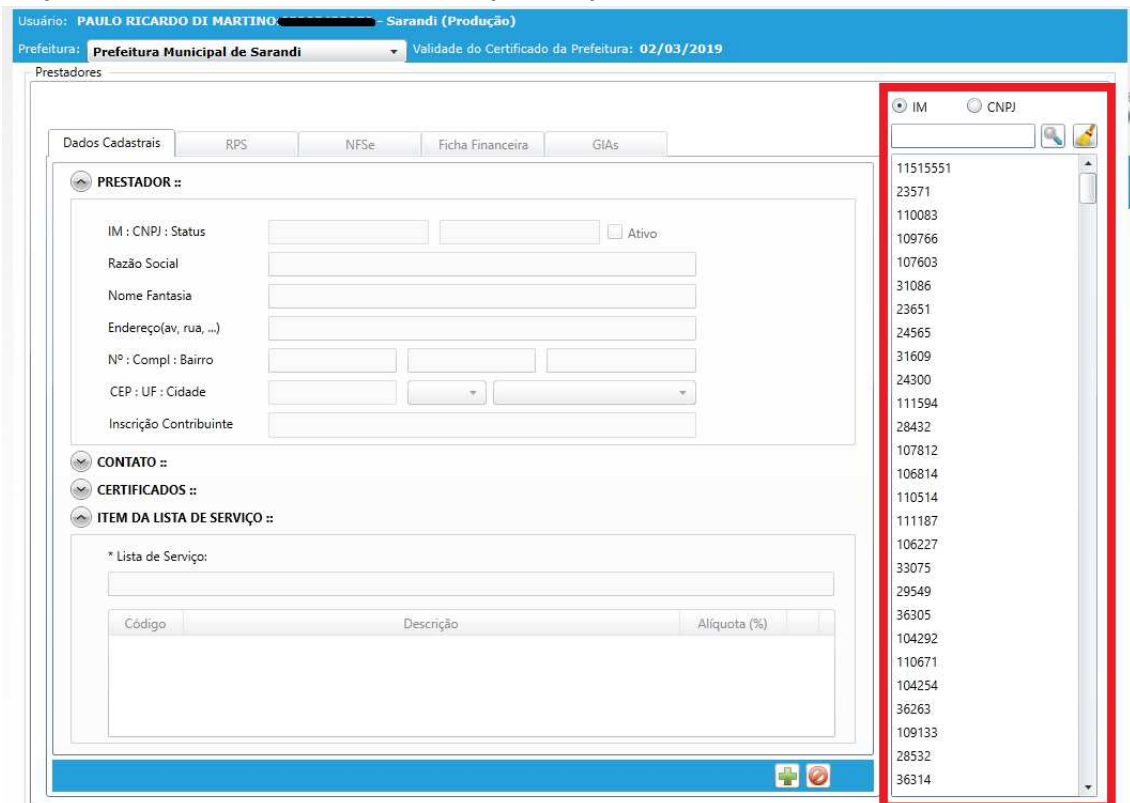 Usuário: PAULO RICARDO DI MARTINO - Sarandi (Produção)
Prefeitura: Prefeitura Municipal de Sarandi Validade do Certificado da Prefeitura: 02/03/2019
Prestadores
IM CNPJ
Dados Cadastrais RPS NFSe Ficha Financeira GIAs
PRESTADOR ::
IM : CNPJ : Status Ativo
Razão Social
Nome Fantasia
Endereço(av, rua, ...)
Nº : Compl : Bairro
CEP : UF : Cidade
Inscrição Contribuinte
CONTATO ::
CERTIFICADOS ::
ITEM DA LISTA DE SERVIÇO ::
* Lista de Serviço:
Código Descrição Alíquota (%)
11515551
23571
110083
109766
107603
31086
23651
24565
31609
24300
111594
28432
107812
106814
110514
111187
106227
33075
29549
36305
104292
110671
104254
36263
109133
28532
36314